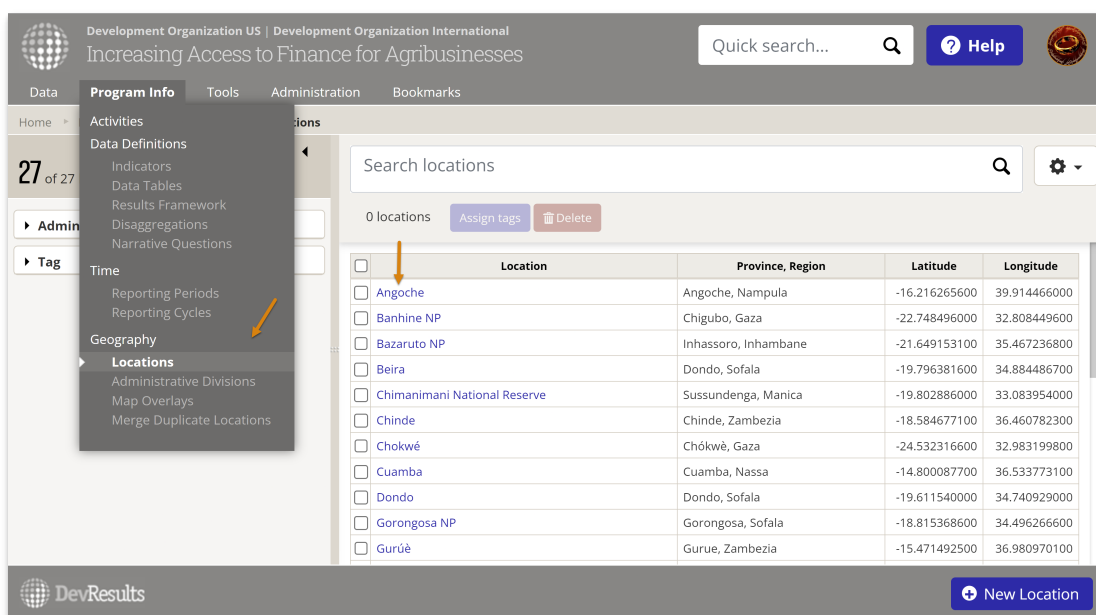 Development Organization US | Development Organization International
Increasing Access to Finance for Agribusinesses
Quick search...
Help
Data Program Info Tools Administration Bookmarks
Home
Activities
Data Definitions
Indicators
Data Tables
Results Framework
Disaggregations
Narrative Questions
Time
Reporting Periods
Reporting Cycles
Geography
Locations
Administrative Divisions
Map Overlays
Merge Duplicate Locations
27 of 27
Tag
Search locations
0 locations Assign tags Delete
Location Province, Region Latitude Longitude
Angoche Angoche, Nampula -16.216265600 39.914466000
Banhine NP Chigubo, Gaza -22.748496000 32.808449600
Bazaruto NP Inhassoro, Inhambane -21.649153100 35.467236800
Beira Dondo, Sofala -19.796381600 34.884486700
Chimanimani National Reserve Sussundenga, Manica -19.802886000 33.083954000
Chinde Chinde, Zambezia -18.584677100 36.460782300
Chokwé Chókwè, Gaza -24.532316600 32.983199800
Cuamba Cuamba, Nassa -14.800087700 36.533773100
Dondo Dondo, Sofala -19.611540000 34.740929000
Gorongosa NP Gorongosa, Sofala -18.815368600 34.496266600
Gurúè Gurue, Zambezia -15.471492500 36.980970100
DevResults
New Location